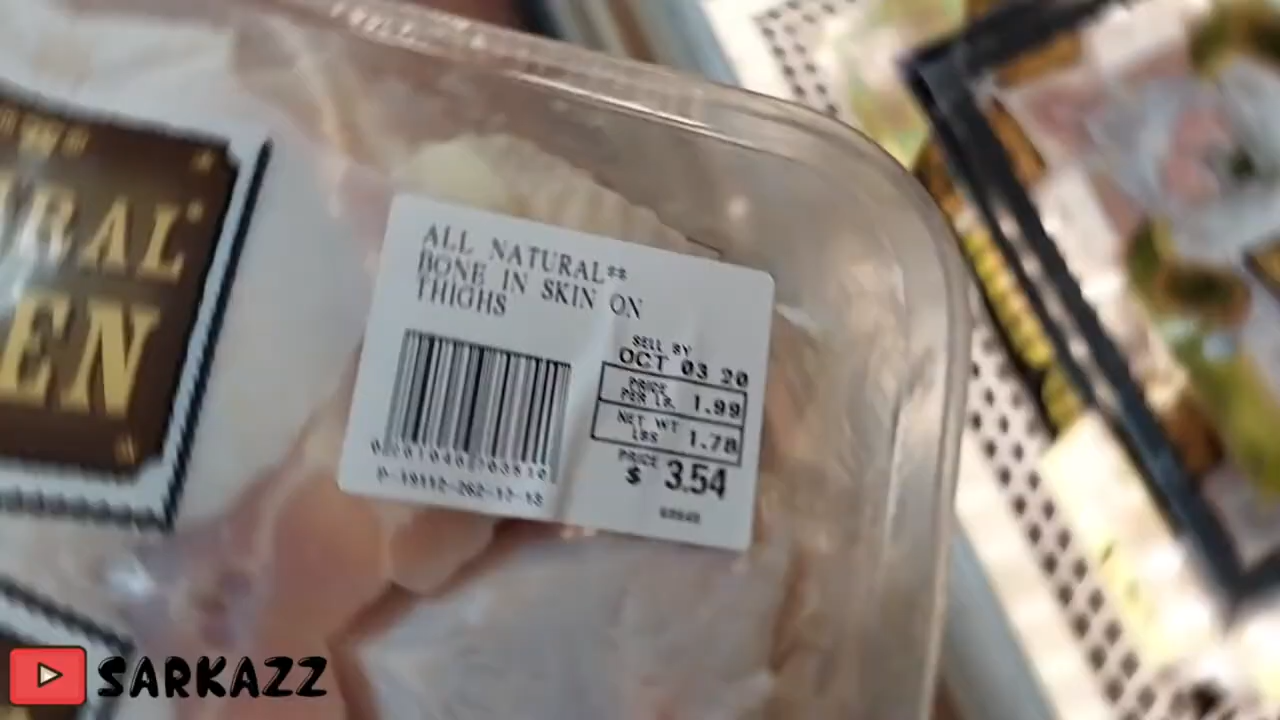 RAL
EN
ALL NATURAL**
BONE IN SKIN ON
THIGHS
SELL BY
OCT 03 20
PRICE
PER LB. 1.99
NET WT
LBS 1.78
PRICE
$ 3.54
SARKAZZ